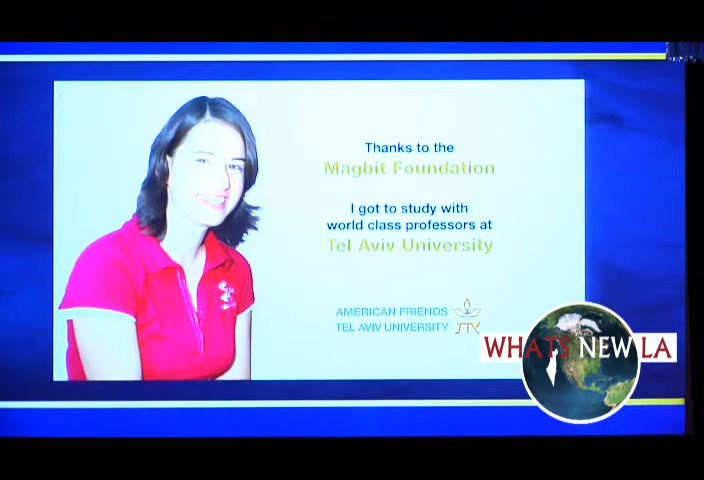 Thanks to the
Magbit Foundation
I got to study with
world class professors at
Tel Aviv University
AMERICAN FRIENDS
TEL AVIV UNIVERSITY
WHATS NEW LA